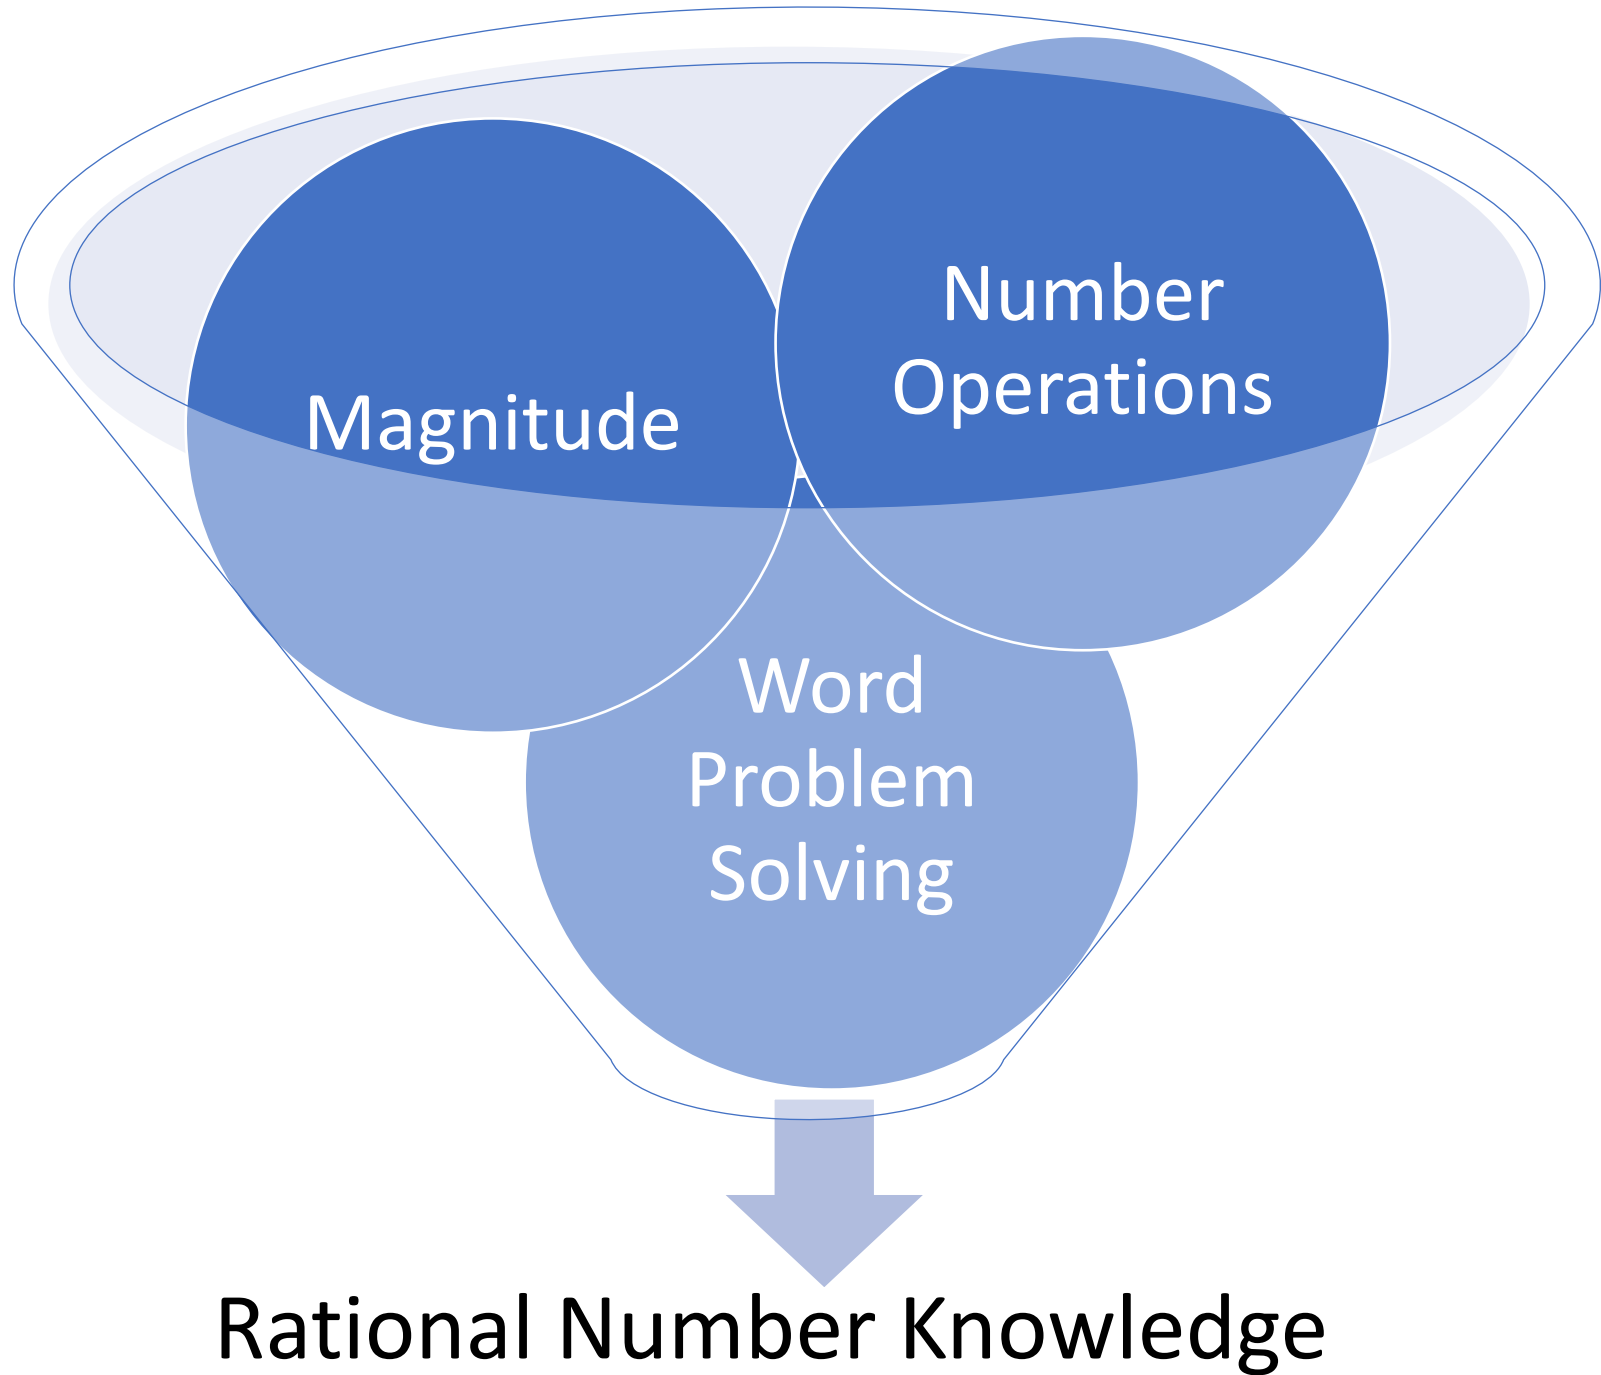 Number
Operations
Magnitude
Word
Problem
Solving
Rational Number Knowledge